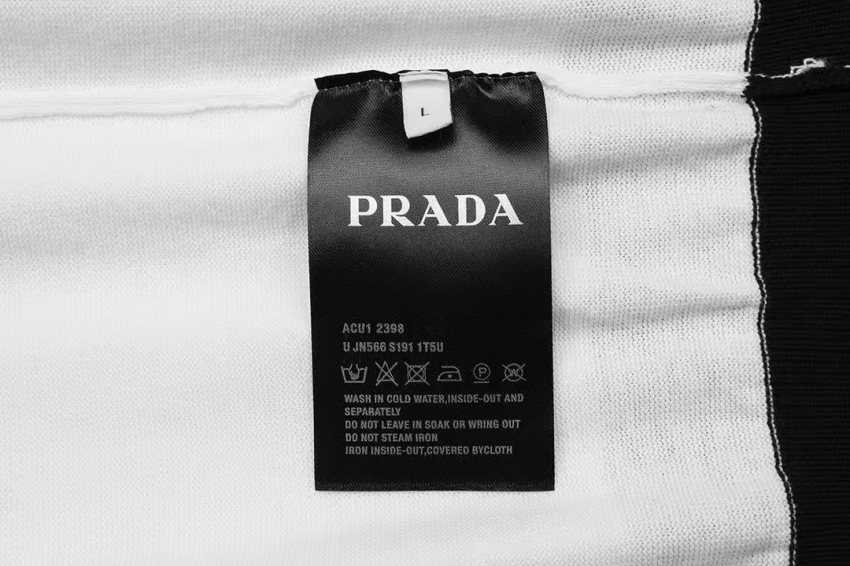 L
PRADA
ACU1 2398
U JN566 S191 1T5U
P
WASH IN COLD WATER,INSIDE-OUT AND
SEPARATELY
DO NOT LEAVE IN SOAK OR WRING OUT
DO NOT STEAM IRON
IRON INSIDE-OUT,COVERED BYCLOTH